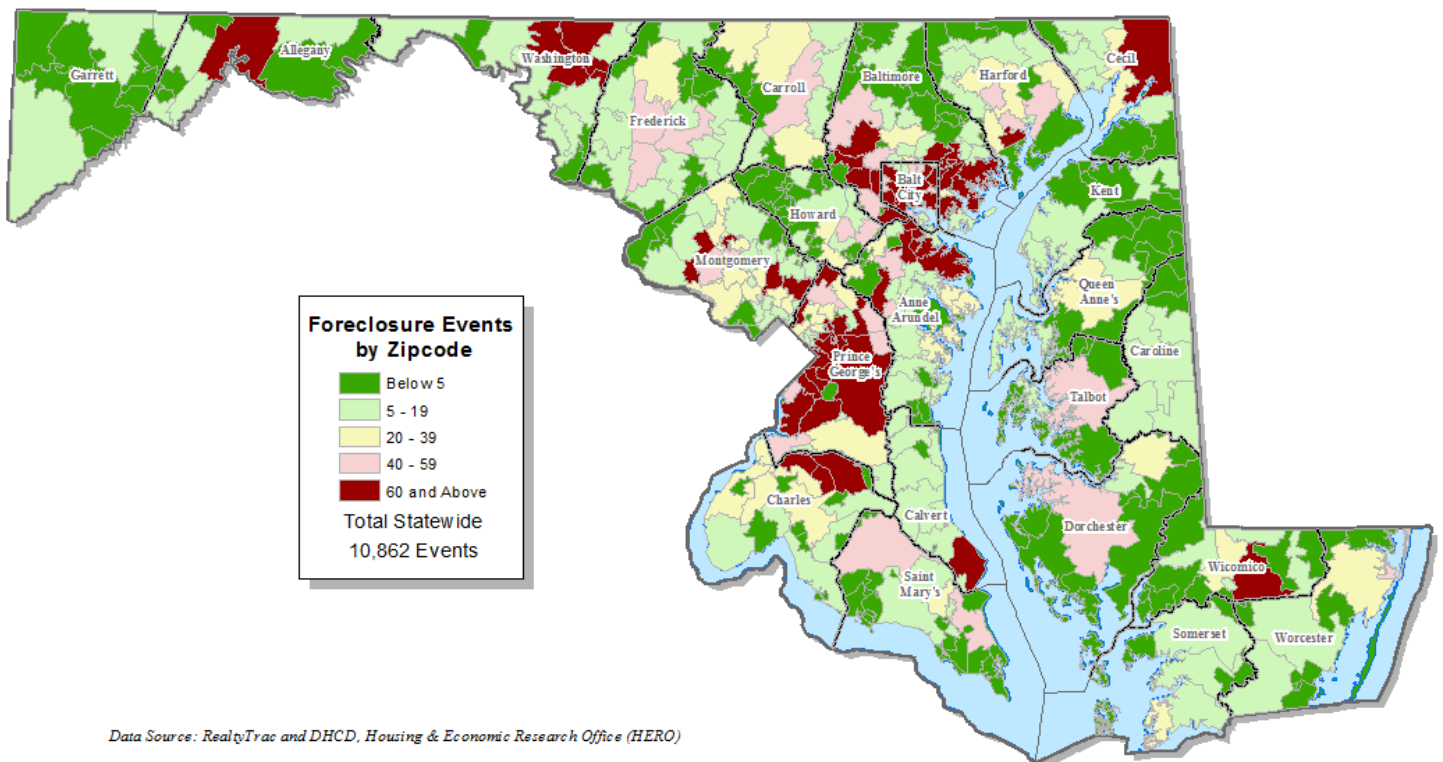 Garrett
Allegany
Washington
Frederick
Carroll
Baltimore
Harford
Cecil
Balt
City
Howard
Kent
Montgomery
Anne
Arundel
Queen
Anne's
Prince
George's
Caroline
Talbot
Charles
Calvert
Dorchester
Saint
Mary's
Wicomico
Somerset
Worcester
Foreclosure Events
by Zipcode
Below 5
5 - 19
20 - 39
40 - 59
60 and Above
Total Statewide
10,862 Events
Data Source: RealtyTrac and DHCD, Housing & Economic Research Office (HERO)